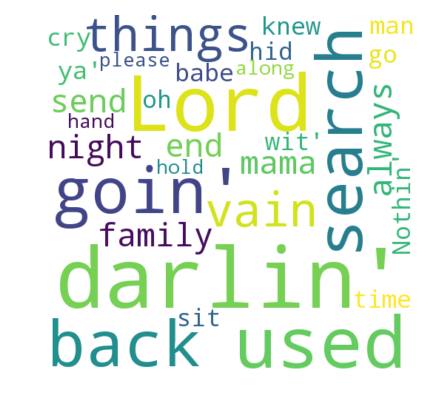 cry things knew man
ya' please babe hid go
send oh Lord along search
hand night end wit' always
hold mama Nothin'
goin' vain
family
darlin'
sit time
back used